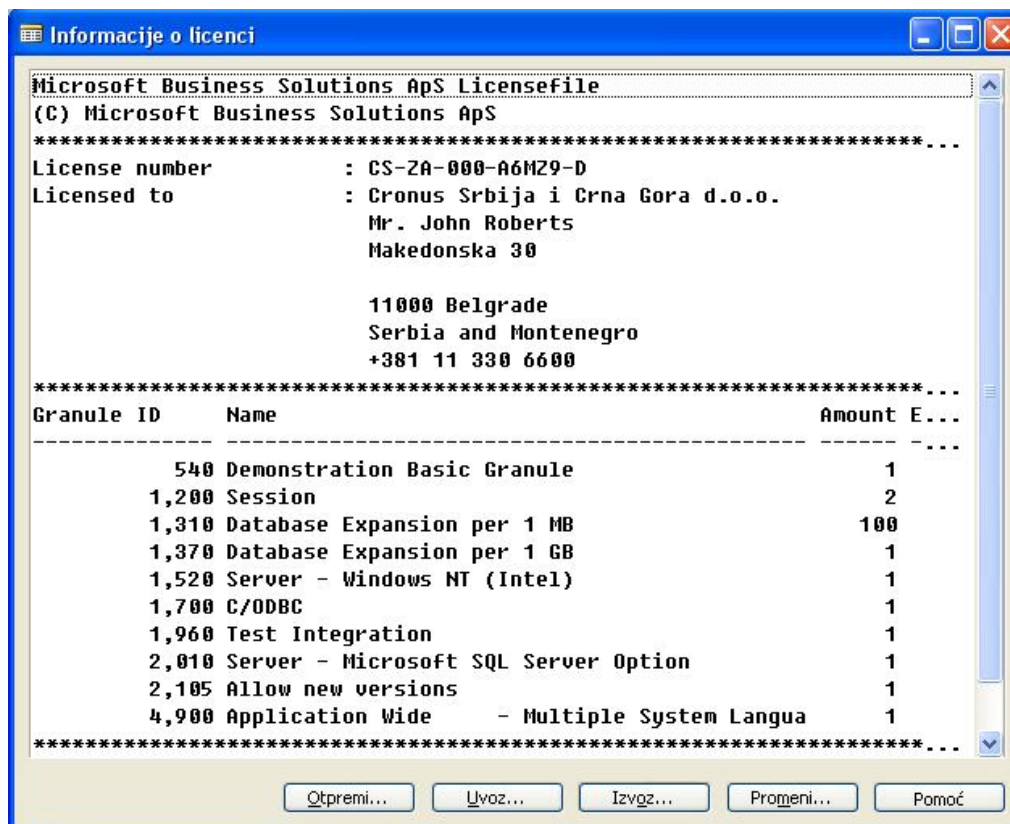 Informacije o licenci
Microsoft Business Solutions ApS Licensefile
(C) Microsoft Business Solutions ApS
*********************************************************************...
License number : CS-ZA-000-A6MZ9-D
Licensed to : Cronus Srbija i Crna Gora d.o.o.
Mr. John Roberts
Makedonska 30
11000 Belgrade
Serbia and Montenegro
+381 11 330 6600
*********************************************************************...
Granule ID Name Amount E...
-------------- --------------------------------------------- ------ -...
540 Demonstration Basic Granule 1
1,200 Session 2
1,310 Database Expansion per 1 MB 100
1,370 Database Expansion per 1 GB 1
1,520 Server - Windows NT (Intel) 1
1,700 C/ODBC 1
1,960 Test Integration 1
2,010 Server - Microsoft SQL Server Option 1
2,105 Allow new versions 1
4,900 Application Wide - Multiple System Langua 1
*********************************************************************...
Otpremi... Uvoz... Izvoz... Promeni... Pomoć